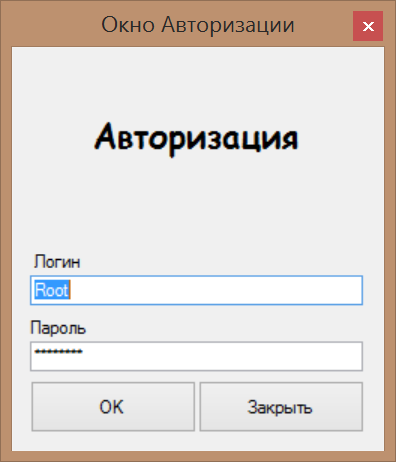 Окно Авторизации
Авторизация
Логин
Root
Пароль
********
OK
Закрыть